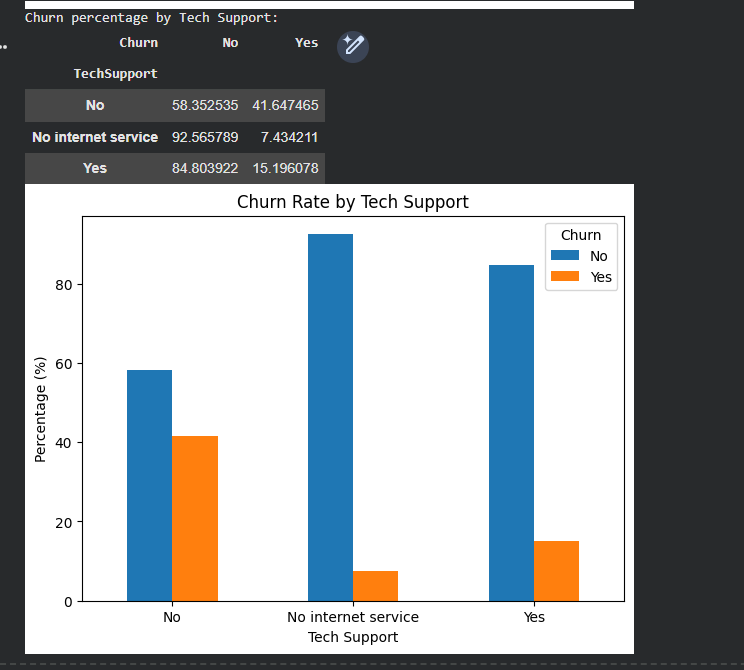 Churn percentage by Tech Support:
Churn No Yes
TechSupport
No 58.352535 41.647465
No internet service 92.565789 7.434211
Yes 84.803922 15.196078
Churn Rate by Tech Support
Churn
No
Yes
80
60
40
20
0
Percentage (%)
No No internet service Yes
Tech Support